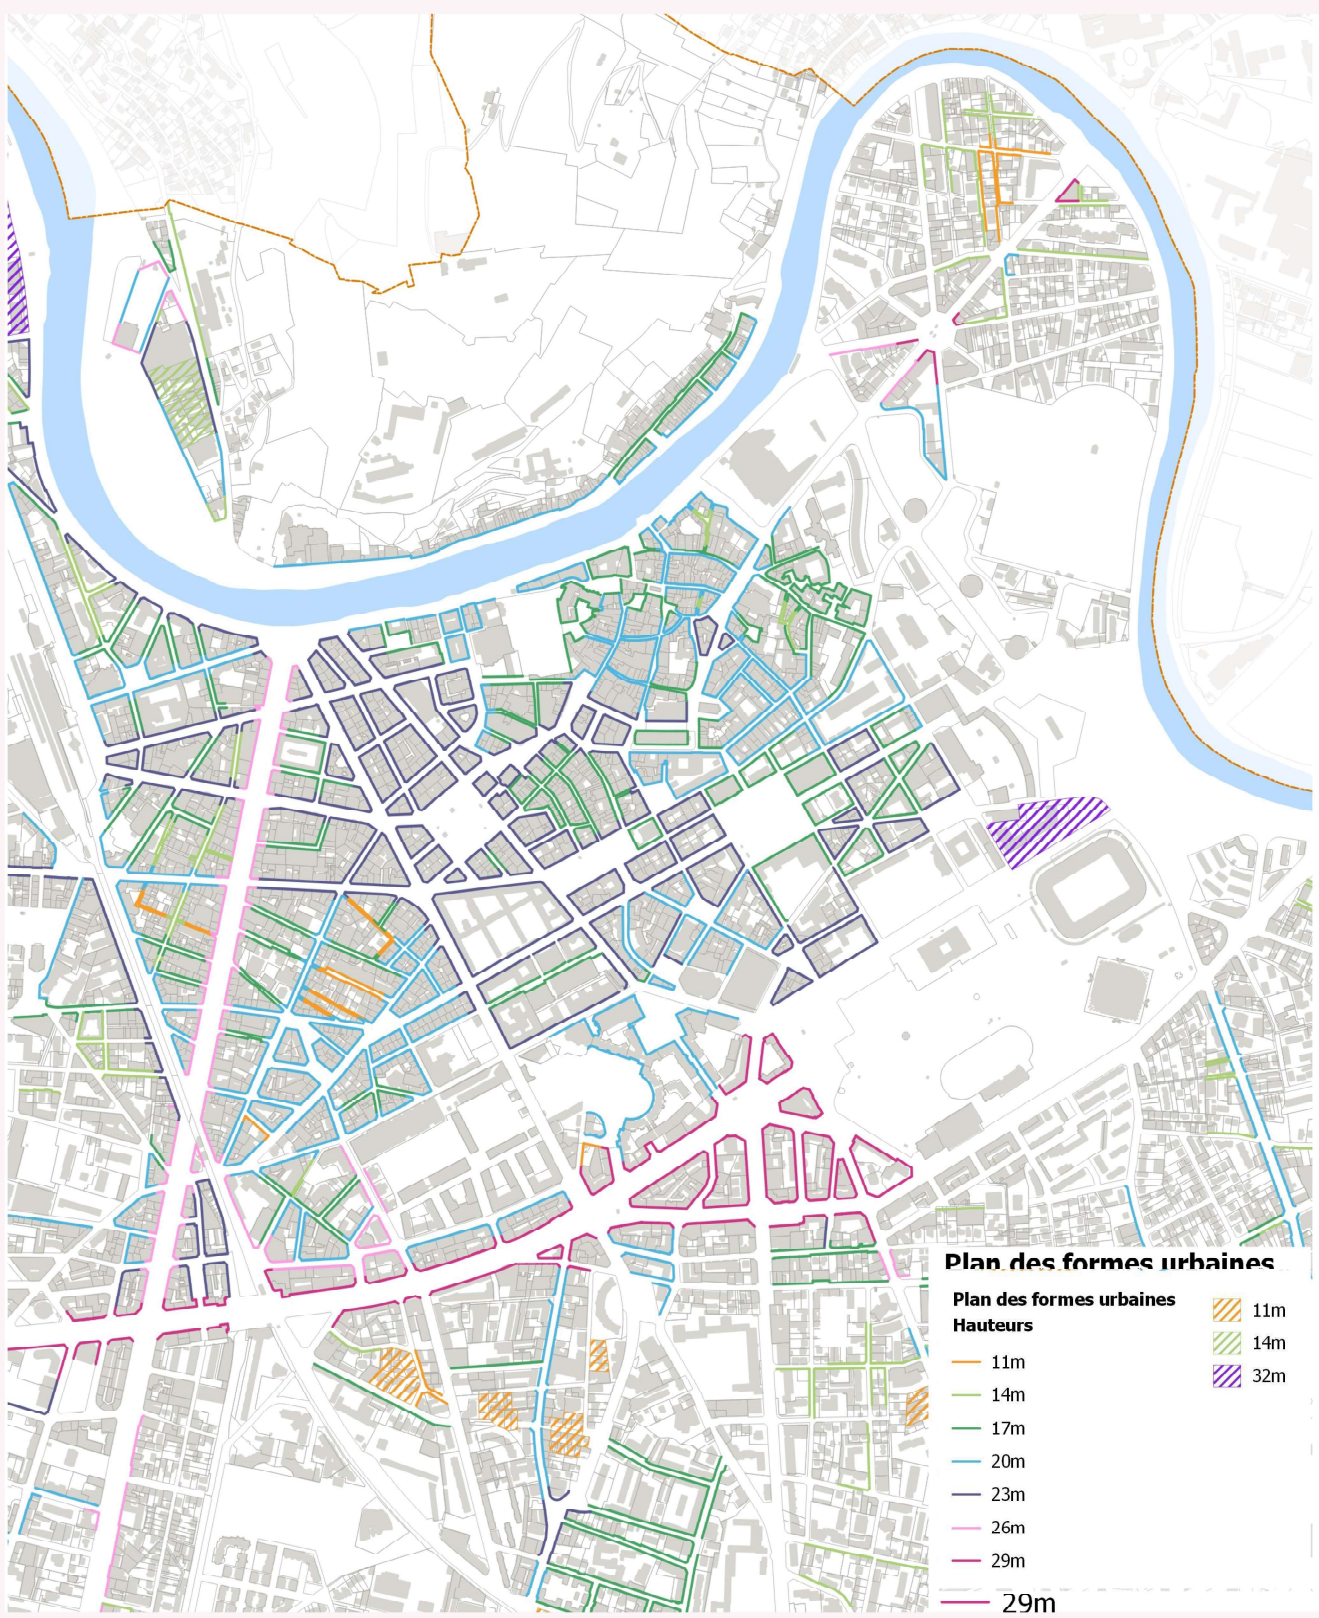 Plan des formes urbaines
Plan des formes urbaines
Hauteurs
11m
14m
17m
20m
23m
26m
29m
11m
14m
32m
29m